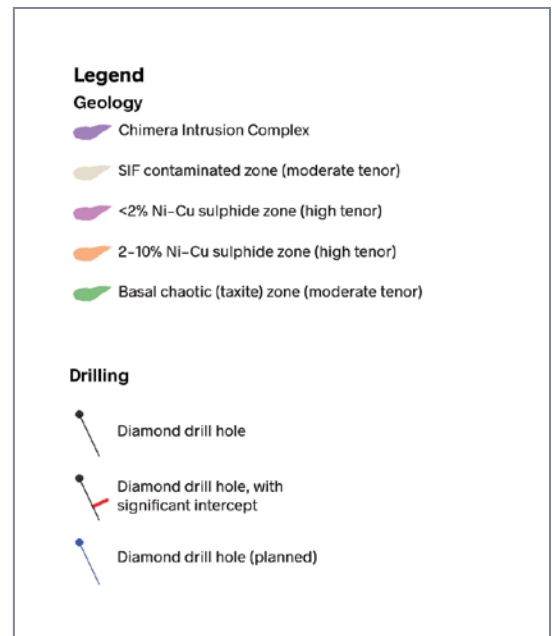 Legend
Geology
Chimera Intrusion Complex
SIF contaminated zone (moderate tenor)
<2% Ni-Cu sulphide zone (high tenor)
2-10% Ni-Cu sulphide zone (high tenor)
Basal chaotic (taxite) zone (moderate tenor)
Drilling
Diamond drill hole
Diamond drill hole, with
significant intercept
Diamond drill hole (planned)